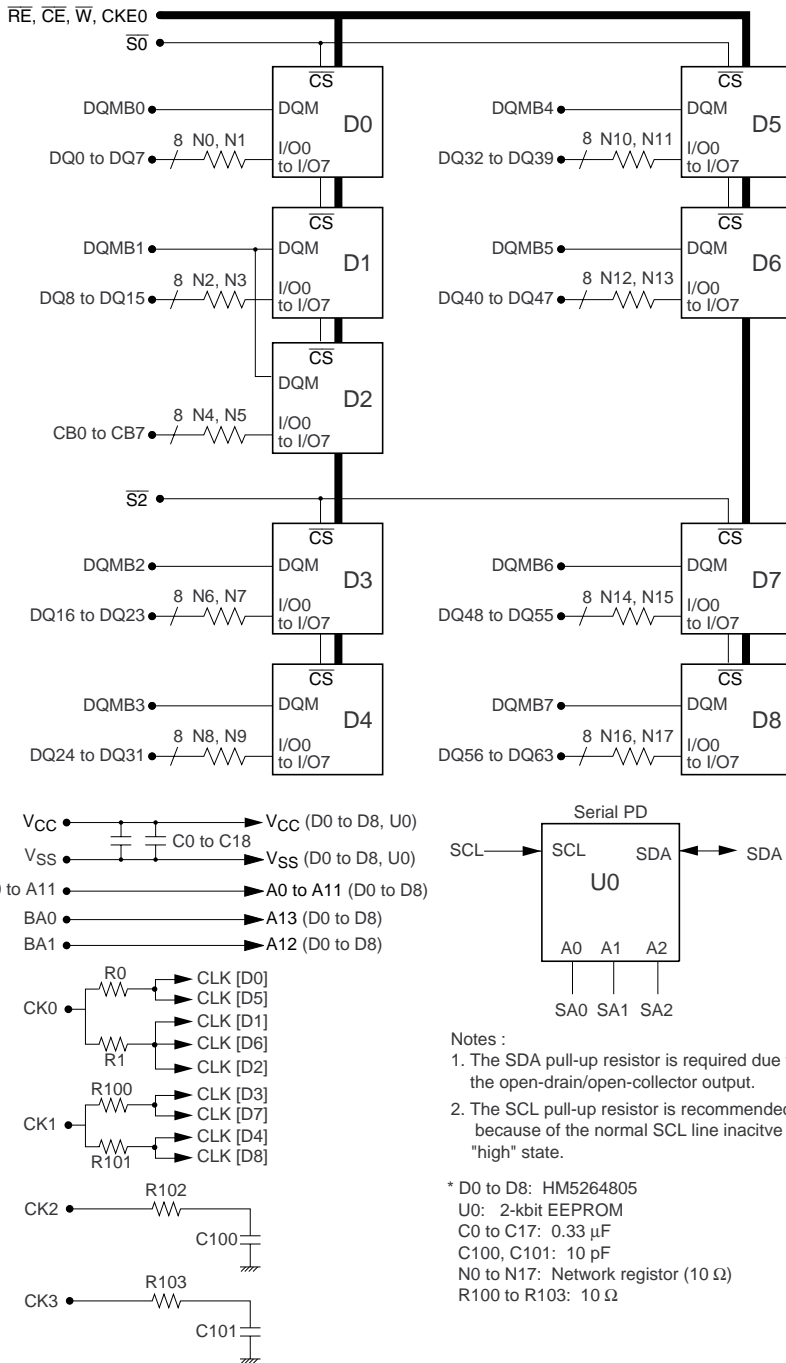 RE, CE, W, CKE0
S0
CS
CS
DQMB0 DQM D0
DQMB4 DQM D5
DQ0 to DQ7 8 N0, N1 I/O0 to I/O7
DQ32 to DQ39 8 N10, N11 I/O0 to I/O7
CS
CS
DQMB1 DQM D1
DQMB5 DQM D6
DQ8 to DQ15 8 N2, N3 I/O0 to I/O7
DQ40 to DQ47 8 N12, N13 I/O0 to I/O7
CS
DQM D2
CB0 to CB7 8 N4, N5 I/O0 to I/O7
S2
CS
CS
DQMB2 DQM D3
DQMB6 DQM D7
DQ16 to DQ23 8 N6, N7 I/O0 to I/O7
DQ48 to DQ55 8 N14, N15 I/O0 to I/O7
CS
CS
DQMB3 DQM D4
DQMB7 DQM D8
DQ24 to DQ31 8 N8, N9 I/O0 to I/O7
DQ56 to DQ63 8 N16, N17 I/O0 to I/O7
VCC VCC (D0 to D8, U0)
C0 to C18
VSS VSS (D0 to D8, U0)
to A11 A0 to A11 (D0 to D8)
BA0 A13 (D0 to D8)
BA1 A12 (D0 to D8)
Serial PD
SCL SCL SDA SDA
U0
A0 A1 A2
SA0 SA1 SA2
R0 CLK [D0]
CLK [D5]
CK0
CLK [D1]
R1 CLK [D6]
CLK [D2]
R100 CLK [D3]
CLK [D7]
CK1
CLK [D4]
R101 CLK [D8]
R102
CK2
C100
R103
CK3
C101
Notes :
1. The SDA pull-up resistor is required due
the open-drain/open-collector output.
2. The SCL pull-up resistor is recommended
because of the normal SCL line inacitve
"high" state.
* D0 to D8: HM5264805
U0: 2-kbit EEPROM
C0 to C17: 0.33 μF
C100, C101: 10 pF
N0 to N17: Network registor (10 Ω)
R100 to R103: 10 Ω